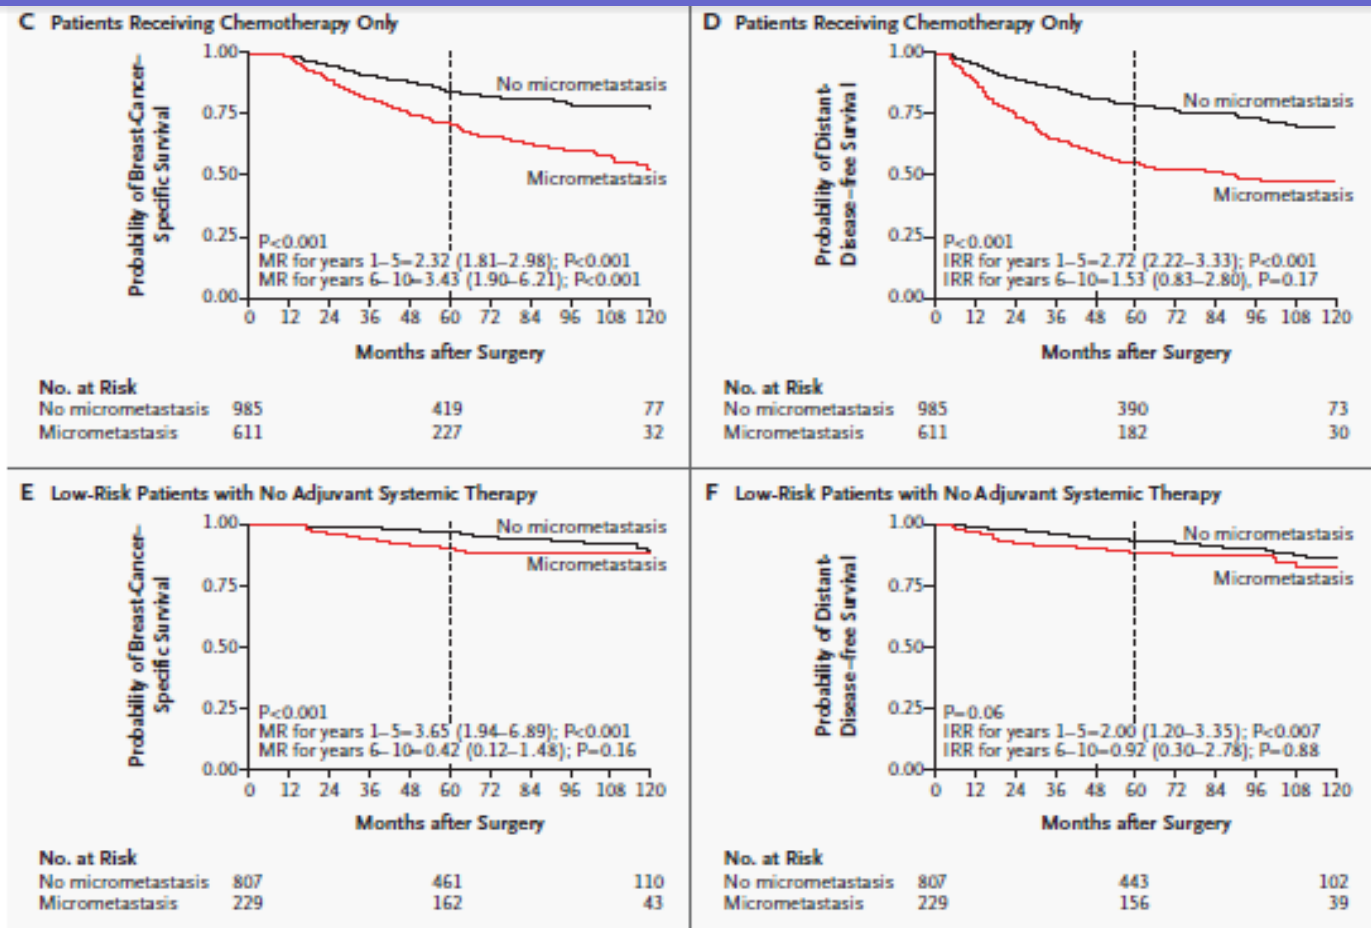 C Patients Receiving Chemotherapy Only
Probability of Breast-Cancer–
Specific Survival
1.00
0.75
0.50
0.25
0.00
No micrometastasis
Micrometastasis
P<0.001
MR for years 1–5=2.32 (1.81–2.98); P<0.001
MR for years 6–10=3.43 (1.90–6.21); P<0.001
0 12 24 36 48 60 72 84 96 108 120
Months after Surgery
No. at Risk
No micrometastasis 985 419 77
Micrometastasis 611 227 32
D Patients Receiving Chemotherapy Only
Probability of Distant-
Disease–free Survival
1.00
0.75
0.50
0.25
0.00
No micrometastasis
Micrometastasis
P<0.001
IRR for years 1–5=2.72 (2.22–3.33); P<0.001
IRR for years 6–10=1.53 (0.83–2.80), P=0.17
0 12 24 36 48 60 72 84 96 108 120
Months after Surgery
No. at Risk
No micrometastasis 985 390 73
Micrometastasis 611 182 30
E Low-Risk Patients with No Adjuvant Systemic Therapy
Probability of Breast-Cancer–
Specific Survival
1.00
0.75
0.50
0.25
0.00
No micrometastasis
Micrometastasis
P<0.001
MR for years 1–5=3.65 (1.94–6.89); P<0.001
MR for years 6–10=0.42 (0.12–1.48); P=0.16
0 12 24 36 48 60 72 84 96 108 120
Months after Surgery
No. at Risk
No micrometastasis 807 461 110
Micrometastasis 229 162 43
F Low-Risk Patients with No Adjuvant Systemic Therapy
Probability of Distant-
Disease–free Survival
1.00
0.75
0.50
0.25
0.00
No micrometastasis
Micrometastasis
P=0.06
IRR for years 1–5=2.00 (1.20–3.35); P<0.007
IRR for years 6–10=0.92 (0.30–2.78); P=0.88
0 12 24 36 48 60 72 84 96 108 120
Months after Surgery
No. at Risk
No micrometastasis 807 443 102
Micrometastasis 229 156 39